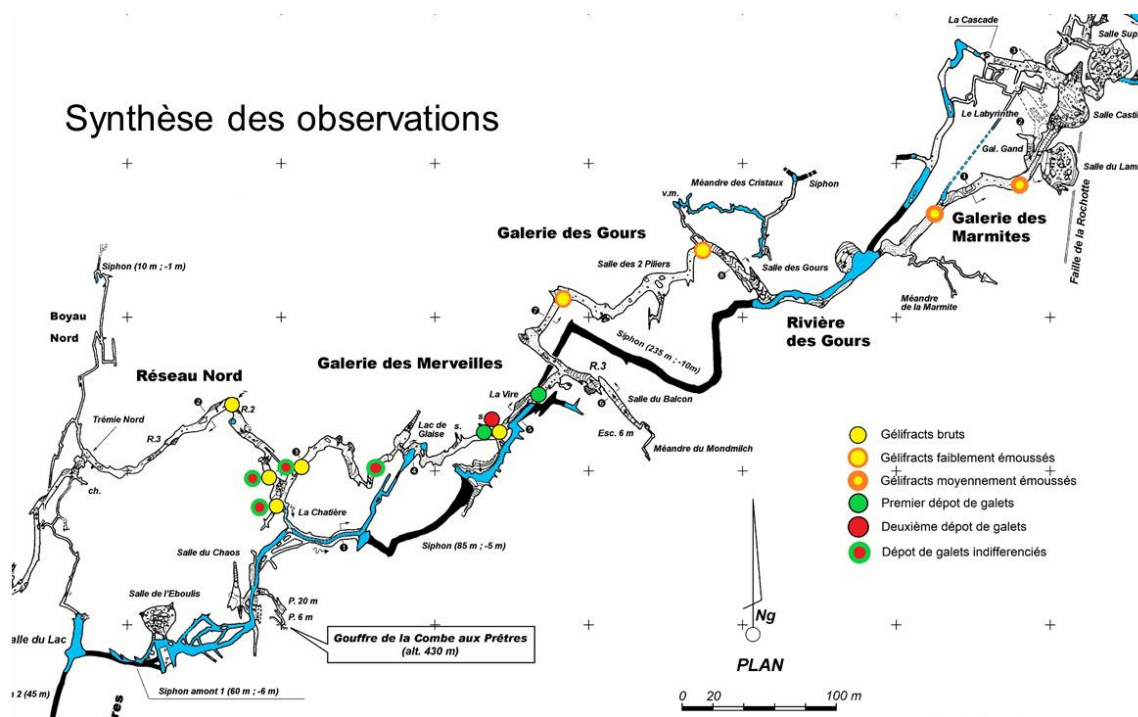 Synthèse des observations
La Cascade
Salle Sup
Le Labyrinthe
Salle Casti
Gal. Gand
Salle du Lam
Faille de la Rochotte
Galerie des
Marmites
Méandre
de la Marmite
Méandre des Cristaux
Siphon
v.m.
Galerie des Gours
Salle des 2 Piliers
Salle des Gours
Rivière
des Gours
Siphon (235 m ; -10m)
Siphon (10 m ; -1 m)
Boyau
Nord
Réseau Nord
Galerie des Merveilles
R.3
La Vire
Salle du Balcon
Esc. 6 m
Méandre du Mondmilch
Trémie Nord
R.2
R.3
ch.
Lac de
Glaise
s.
s.
La Chatière
Siphon (85 m ; -5 m)
Salle du Chaos
Salle de l'Eboulis
P. 20 m
P. 6 m
Gouffre de la Combe aux Prêtres
(alt. 430 m)
alle du Lac
Siphon amont 1 (60 m ; -6 m)
2 (45 m)
res
Gélifracts bruts
Gélifracts faiblement émoussés
Gélifracts moyennement émoussés
Premier dépot de galets
Deuxième dépot de galets
Dépot de galets indifferenciés
Ng
PLAN
0 20 100 m